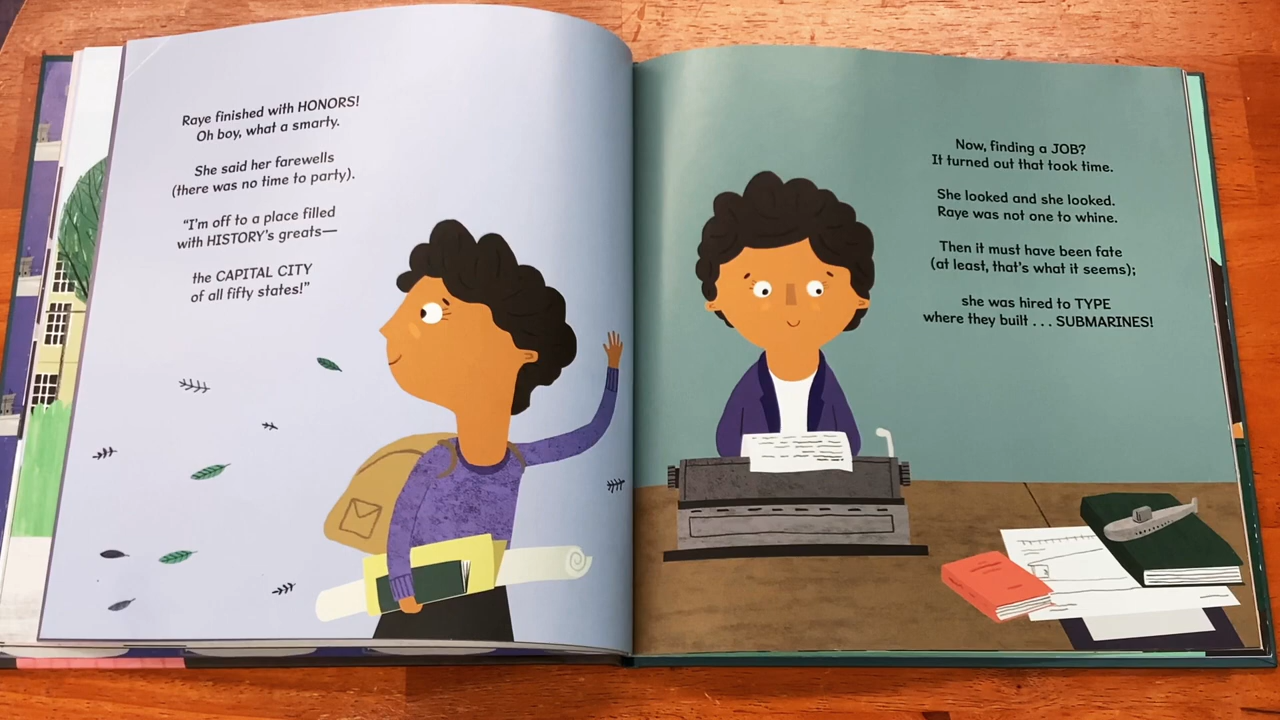 Raye finished with HONORS!
Oh boy, what a smarty.
She said her farewells
(there was no time to party).
“I’m off to a place filled
with HISTORY’s greats—
the CAPITAL CITY
of all fifty states!”
Now, finding a JOB?
It turned out that took time.
She looked and she looked.
Raye was not one to whine.
Then it must have been fate
(at least, that’s what it seems);
she was hired to TYPE
where they built . . . SUBMARINES!